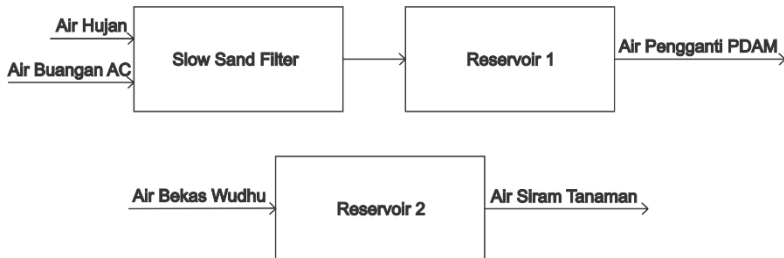 Air Hujan
Air Buangan AC
Slow Sand Filter
Reservoir 1
Air Pengganti PDAM
Air Bekas Wudhu
Reservoir 2
Air Siram Tanaman